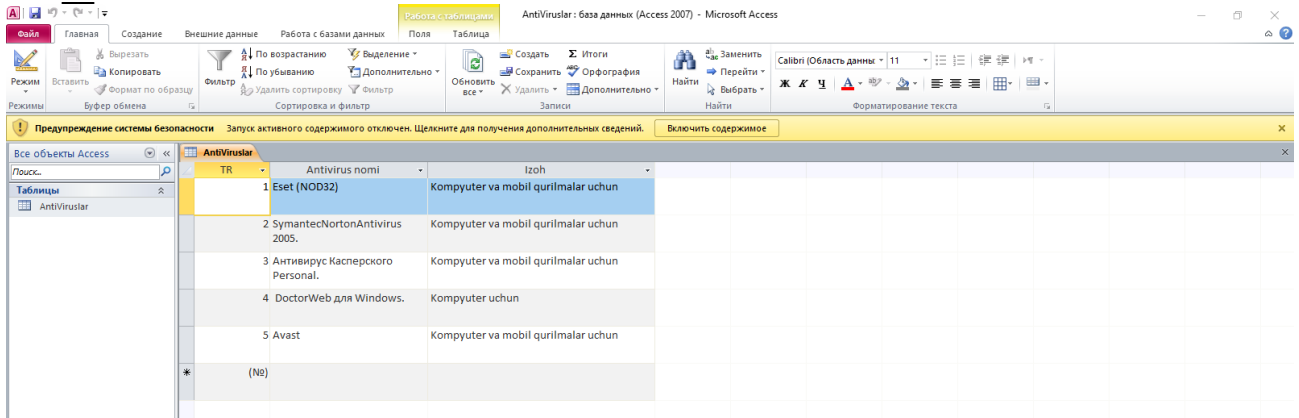 Работа с таблицами AntiViruslar : база данных (Access 2007) - Microsoft Access
Файл Главная Создание Внешние данные Работа с базами данных Поля Таблица
Режим
Режимы
Вставить
Вырезать
Копировать
Формат по образцу
Буфер обмена
Фильтр
По возрастанию
По убыванию
Удалить сортировку
Выделение
Дополнительно
Фильтр
Сортировка и фильтр
Обновить
все
Создать
Сохранить
Удалить
Итоги
Орфография
Дополнительно
Записи
Найти
Заменить
Перейти
Выбрать
Найти
Calibri (Область данны 11
Ж К Ч А
Форматирование текста
Предупреждение системы безопасности Запуск активного содержимого отключен. Щелкните для получения дополнительных сведений. Включить содержимое
Все объекты Access
Поиск...
Таблицы
AntiViruslar
AntiViruslar
TR Antivirus nomi Izoh
1 Eset (NOD32) Kompyuter va mobil qurilmalar uchun
2 SymantecNortonAntivirus Kompyuter va mobil qurilmalar uchun
2005.
3 Антивирус Касперского Kompyuter va mobil qurilmalar uchun
Personal.
4 DoctorWeb для Windows. Kompyuter uchun
5 Avast Kompyuter va mobil qurilmalar uchun
(№)